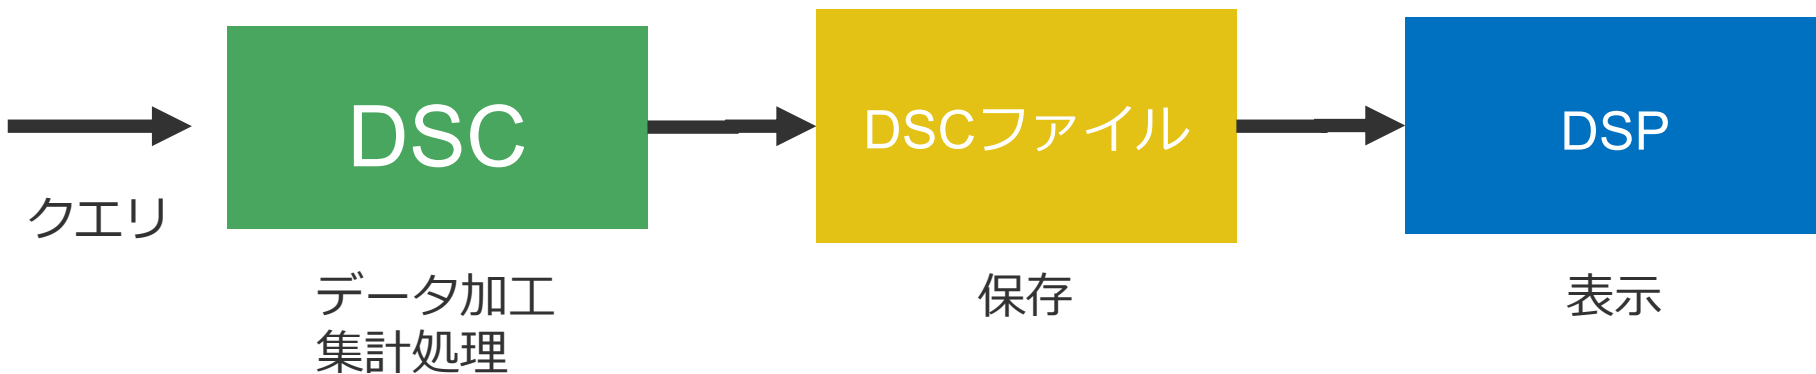 クエリ
DSC
データ加工
集計処理
DSCファイル
保存
DSP
表示